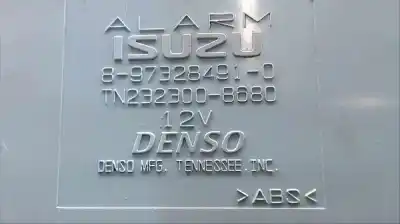 ALARM
ISUZU
8-97328491-0
TN232300-8680
12V
DENSO
DENSO MFG. TENNESSEE.INC.
>ABS<